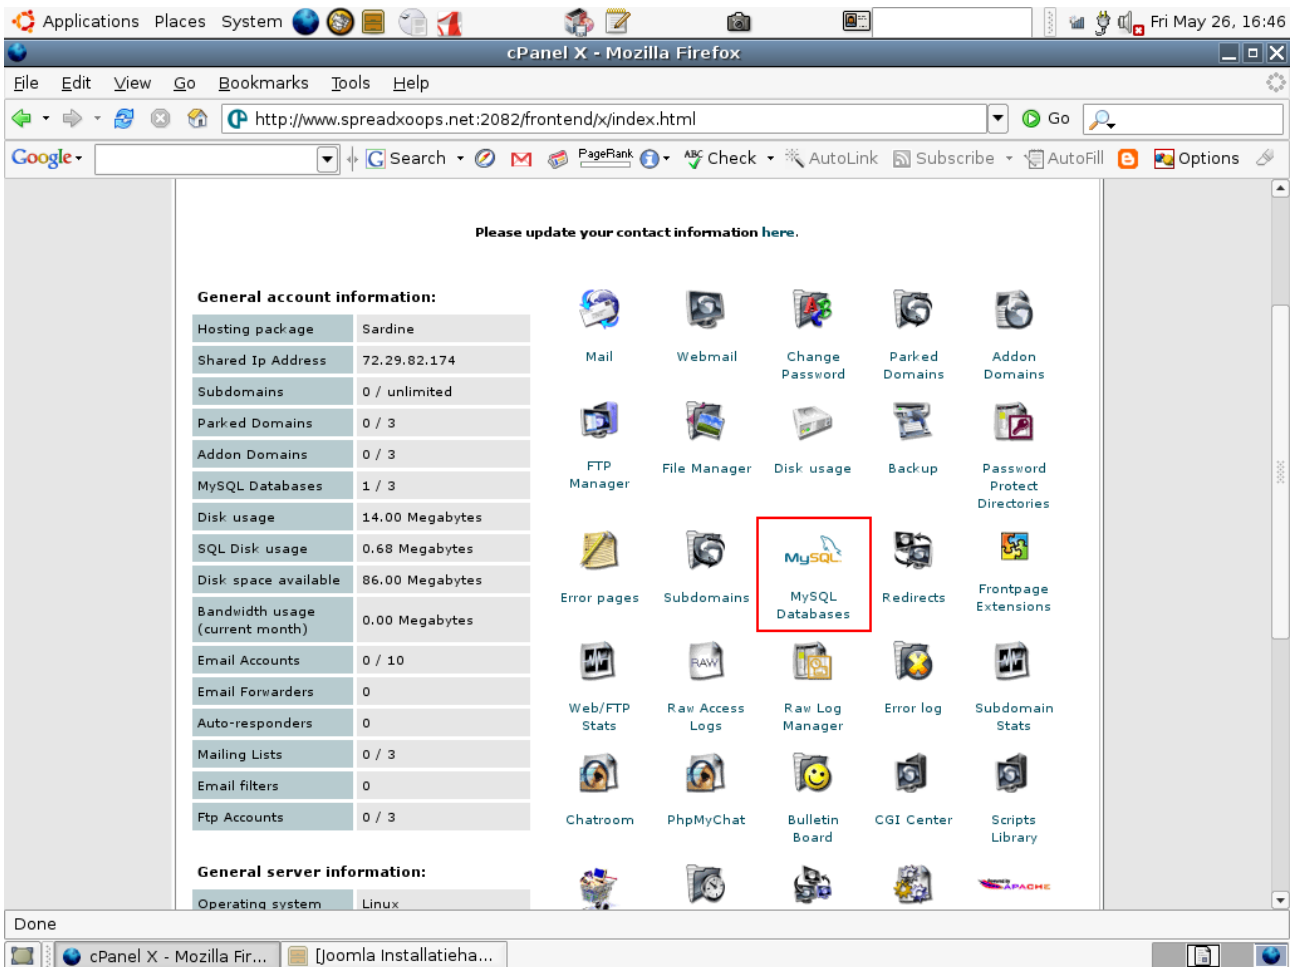 Applications Places System Fri May 26, 16:46
cPanel X - Mozilla Firefox
File Edit View Go Bookmarks Tools Help
http://www.spreadxoops.net:2082/frontend/x/index.html Go
Google Search PageRank ABC Check AutoLink Subscribe AutoFill Options
Please update your contact information here.
General account information:
Hosting package Sardine
Shared Ip Address 72.29.82.174
Subdomains 0 / unlimited
Parked Domains 0 / 3
Addon Domains 0 / 3
MySQL Databases 1 / 3
Disk usage 14.00 Megabytes
SQL Disk usage 0.68 Megabytes
Disk space available 86.00 Megabytes
Bandwidth usage
(current month) 0.00 Megabytes
Email Accounts 0 / 10
Email Forwarders 0
Auto-responders 0
Mailing Lists 0 / 3
Email filters 0
Ftp Accounts 0 / 3
General server information:
Operating system Linux
Mail Webmail Change Parked Addon
Password Domains Domains
FTP File Manager Disk usage Backup Password
Manager Protect
Directories
MySQL
Error pages Subdomains MySQL Redirects Frontpage
Databases Extensions
RAW
Web/FTP Raw Access Raw Log Error log Subdomain
Stats Logs Manager Stats
Chatroom PhpMyChat Bulletin CGI Center Scripts
Board Library
APACHE
Done
cPanel X - Mozilla Fir... [Joomla Installatieha...